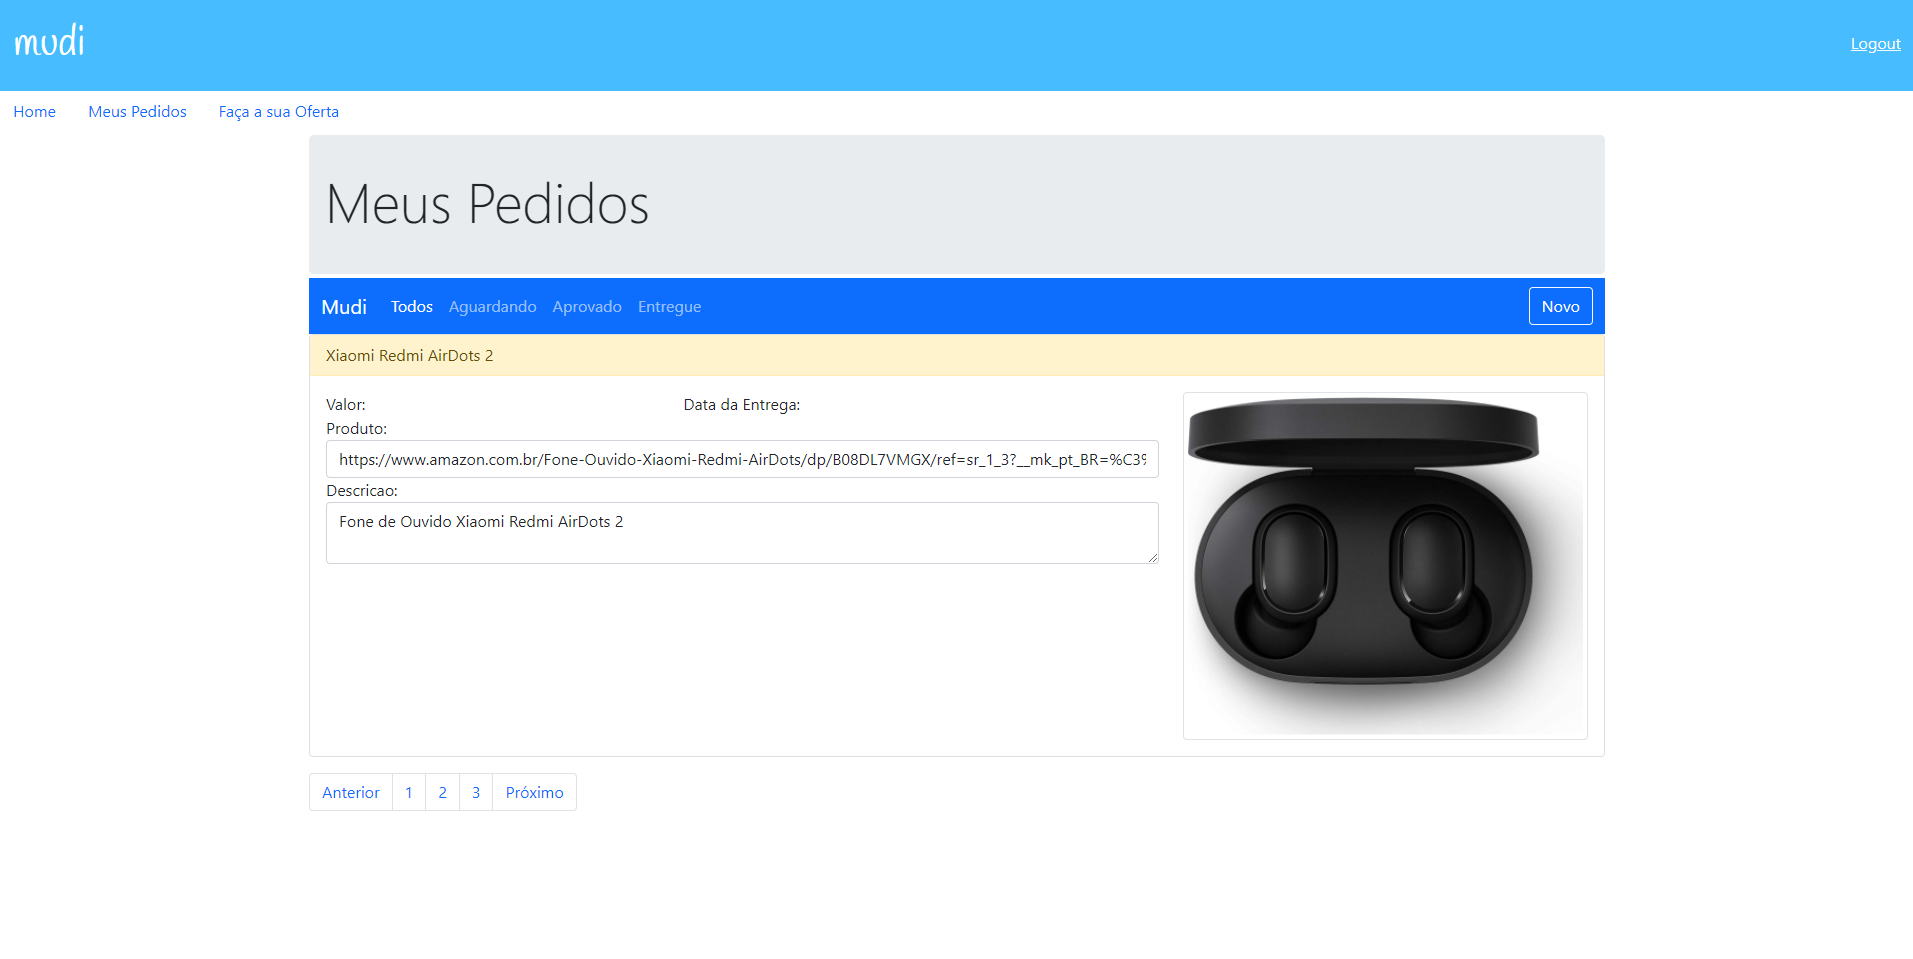 mudi
Logout
Home Meus Pedidos Faça a sua Oferta
Meus Pedidos
Mudi Todos Aguardando Aprovado Entregue Novo
Xiaomi Redmi AirDots 2
Valor: Data da Entrega:
Produto:
https://www.amazon.com.br/Fone-Ouvido-Xiaomi-Redmi-AirDots/dp/B08DL7VMGX/ref=sr_1_3?__mk_pt_BR=%C3%
Descricao:
Fone de Ouvido Xiaomi Redmi AirDots 2
Anterior 1 2 3 Próximo